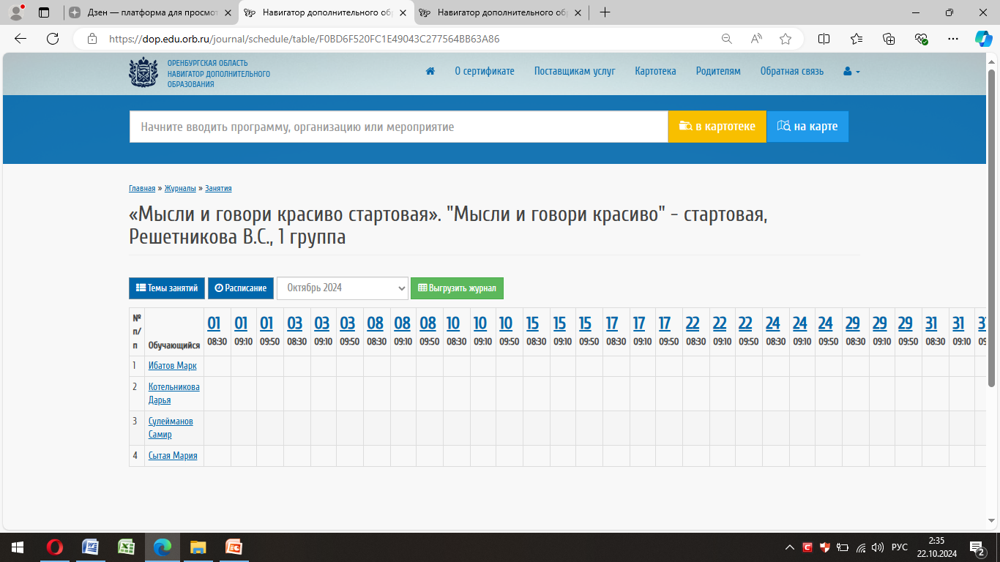 Дзен — платформа для просмот
Навигатор дополнительного об
Навигатор дополнительного об
https://dop.edu.orb.ru/journal/schedule/table/F0BD6F520FC1E49043C277564BB63A86
ОРЕНБУРГСКАЯ ОБЛАСТЬ
НАВИГАТОР ДОПОЛНИТЕЛЬНОГО
ОБРАЗОВАНИЯ
О сертификате Поставщикам услуг Картотека Родителям Обратная связь
Начните вводить программу, организацию или мероприятие
в картотеке
на карте
Главная » Журналы » Занятия
«Мысли и говори красиво стартовая». "Мысли и говори красиво" - стартовая,
Решетникова В.С., 1 группа
Темы занятий Расписание Октябрь 2024 Выгрузить журнал
№ п/п Обучающийся
01 01 01 03 03 03 08 08 08 10 10 10 15 15 15 17 17 17 22 22 22 24 24 24 29 29 29 31 31
08:30 09:10 09:50 08:30 09:10 09:50 08:30 09:10 09:50 08:30 09:10 09:50 08:30 09:10 09:50 08:30 09:10 09:50 08:30 09:10 09:50 08:30 09:10 09:50 08:30 09:10 09:50 08:30 09:10
1 Ибатов Марк
2 Котельникова
Дарья
3 Сулейманов
Самир
4 Сытая Мария
РУС
2:35
22.10.2024
2